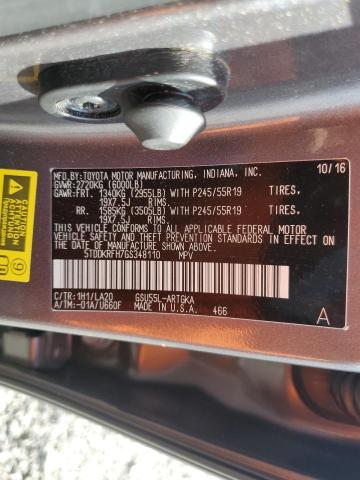 MFD.BY:TOYOTA MOTOR MANUFACTURING, INDIANA, INC. 10/16
GVWR:2720KG (6000LB)
GAWR:FRT. 1340KG (2955LB) WITH P245/55R19 TIRES,
19X7.5J RIMS,
RR. 1585KG (3505LB) WITH P245/55R19 TIRES,
19X7.5J RIMS,
THIS VEHICLE CONFORMS TO ALL APPLICABLE FEDERAL MOTOR
VEHICLE SAFETY, BUMPER, AND THEFT PREVENTION STANDARDS IN
EFFECT ON THE DATE OF MANUFACTURE SHOWN ABOVE.
5TDDKRFH7GS348110 MPV
C/TR:1H1/LA20 GSU55L-ARTGKA
A/TM:-01A/U660F MADE IN U.S.A. 466 A